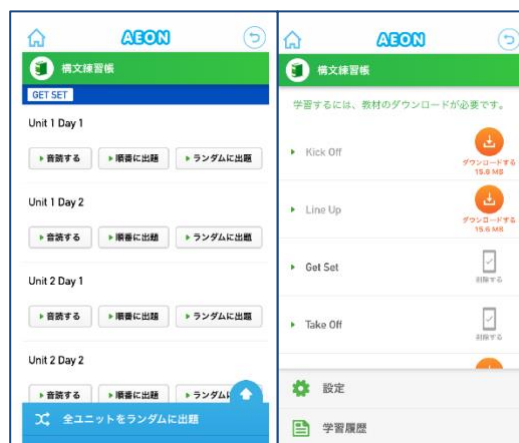 AEON
構文練習帳
GET SET
Unit 1 Day 1
音読する 順番に出題 ランダムに出題
Unit 1 Day 2
音読する 順番に出題 ランダムに出題
Unit 2 Day 1
音読する 順番に出題 ランダムに出題
Unit 2 Day 2
音読する 順番に出題 ランダムに
全ユニットをランダムに出題
AEON
構文練習帳
学習するには、教材のダウンロードが必要です。
Kick Off
ダウンロードする
15.8 MB
Line Up
ダウンロードする
15.6 MB
Get Set
削除する
Take Off
削除する
設定
学習履歴